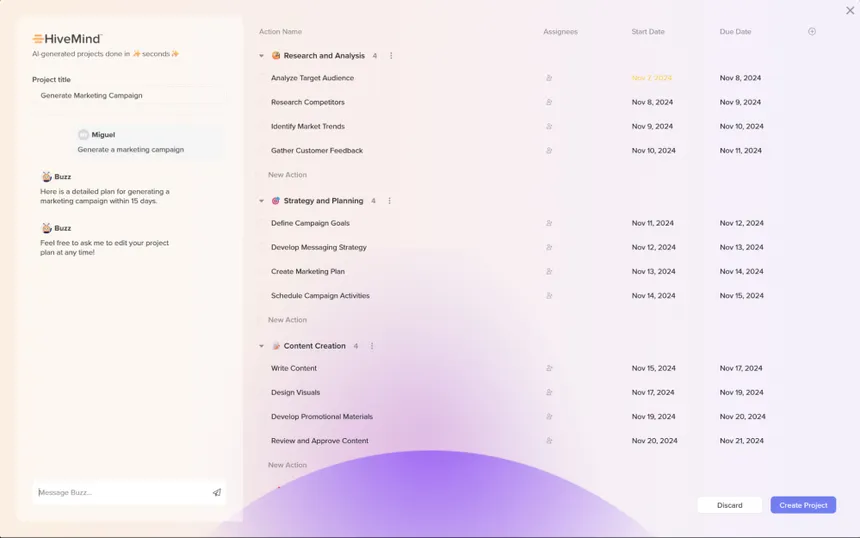 HiveMind
AI-generated projects done in ✨seconds✨
Project title
Generate Marketing Campaign
Miguel
Generate a marketing campaign
Buzz
Here is a detailed plan for generating a
marketing campaign within 15 days.
Buzz
Feel free to ask me to edit your project
plan at any time!
Message Buzz...
Action Name Assignees Start Date Due Date
Research and Analysis 4
Analyze Target Audience Nov 7, 2024 Nov 8, 2024
Research Competitors Nov 8, 2024 Nov 9, 2024
Identify Market Trends Nov 9, 2024 Nov 10, 2024
Gather Customer Feedback Nov 10, 2024 Nov 11, 2024
New Action
Strategy and Planning 4
Define Campaign Goals Nov 11, 2024 Nov 12, 2024
Develop Messaging Strategy Nov 12, 2024 Nov 13, 2024
Create Marketing Plan Nov 13, 2024 Nov 14, 2024
Schedule Campaign Activities Nov 14, 2024 Nov 15, 2024
New Action
Content Creation 4
Write Content Nov 15, 2024 Nov 17, 2024
Design Visuals Nov 17, 2024 Nov 19, 2024
Develop Promotional Materials Nov 19, 2024 Nov 20, 2024
Review and Approve Content Nov 20, 2024 Nov 21, 2024
New Action
Discard Create Project